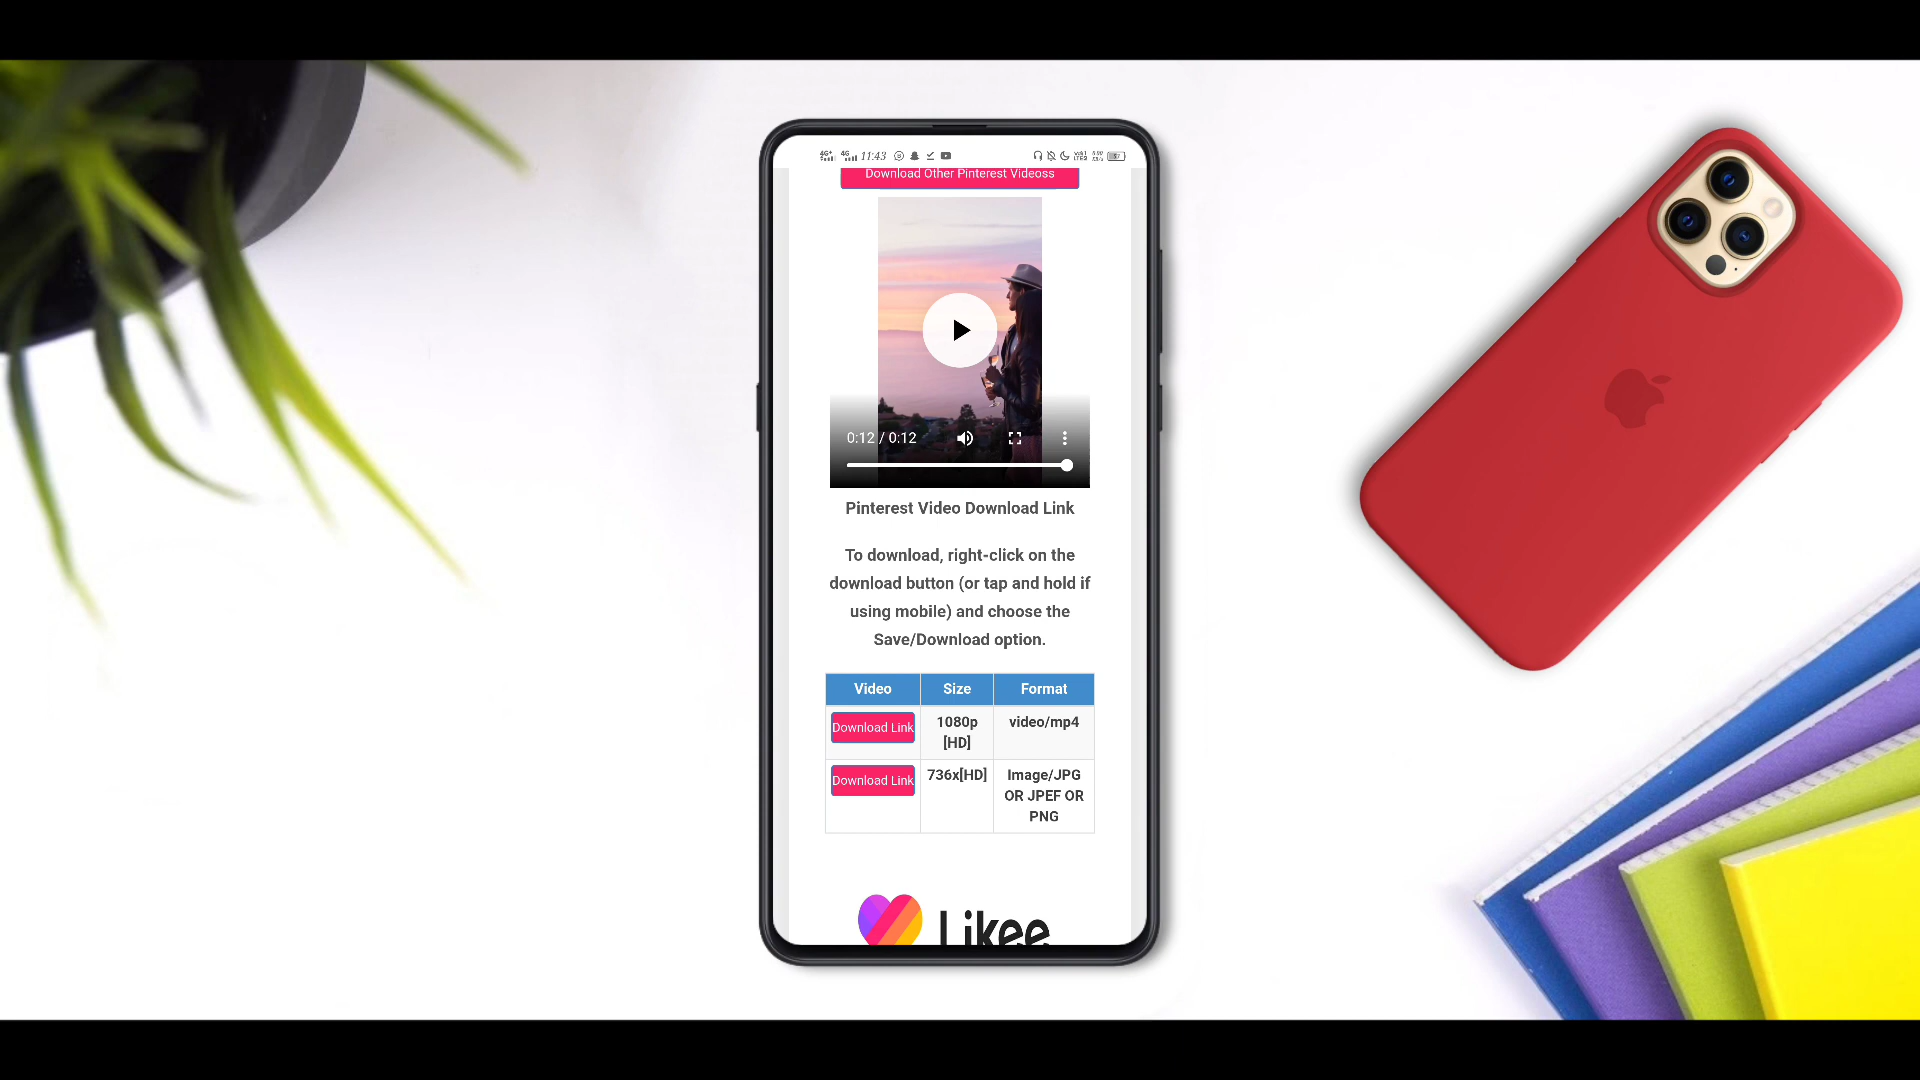 11:43
Download Other Pinterest Videoss
0:12 / 0:12
Pinterest Video Download Link
To download, right-click on the
download button (or tap and hold if
using mobile) and choose the
Save/Download option.
Video Size Format
Download Link 1080p video/mp4
[HD]
Download Link 736x[HD] Image/JPG
OR JPEF OR
PNG
Likee